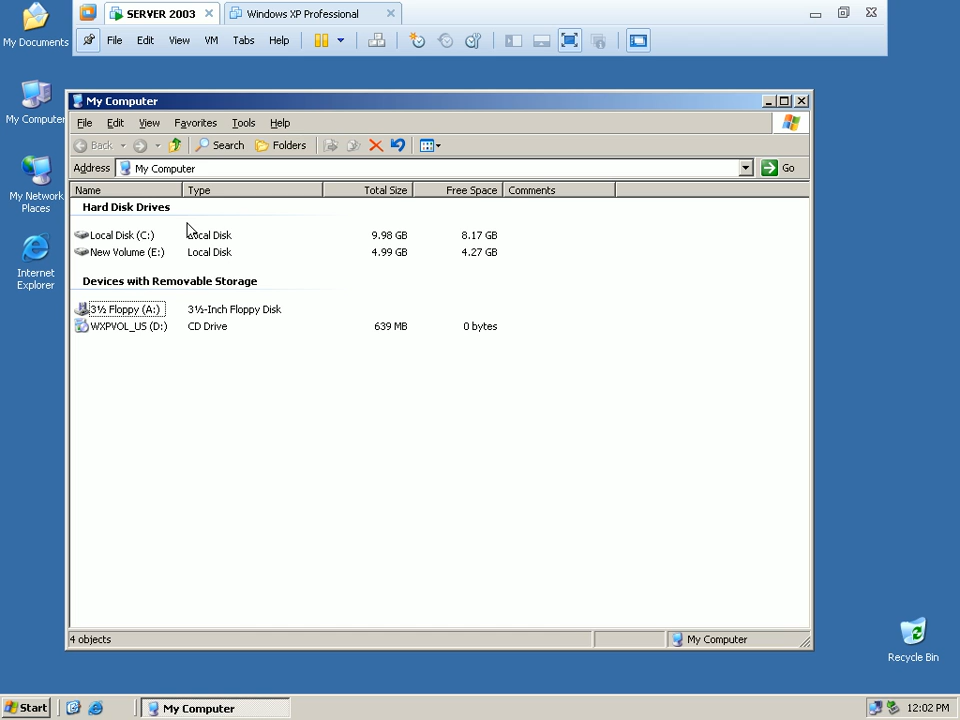 SERVER 2003
Windows XP Professional
File Edit View VM Tabs Help
My Documents
My Computer
My Network Places
Internet Explorer
My Computer
File Edit View Favorites Tools Help
Back Search Folders
Address My Computer Go
Name Type Total Size Free Space Comments
Hard Disk Drives
Local Disk (C:) Local Disk 9.98 GB 8.17 GB
New Volume (E:) Local Disk 4.99 GB 4.27 GB
Devices with Removable Storage
3½ Floppy (A:) 3½-Inch Floppy Disk
WXPVOL_US (D:) CD Drive 639 MB 0 bytes
4 objects My Computer
Recycle Bin
Start My Computer 12:02 PM